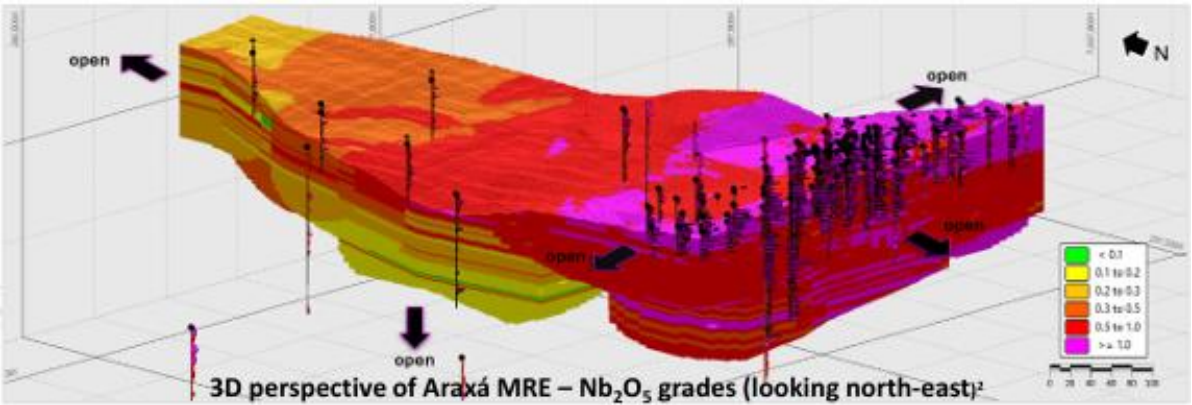 open
open
N
open
open
open
< 0.1
0.1 to 0.2
0.2 to 0.3
0.3 to 0.5
0.5 to 1.0
>= 1.0
0 20 40 60 80 100
3D perspective of Araxá MRE – Nb₂O₅ grades (looking north-east)²